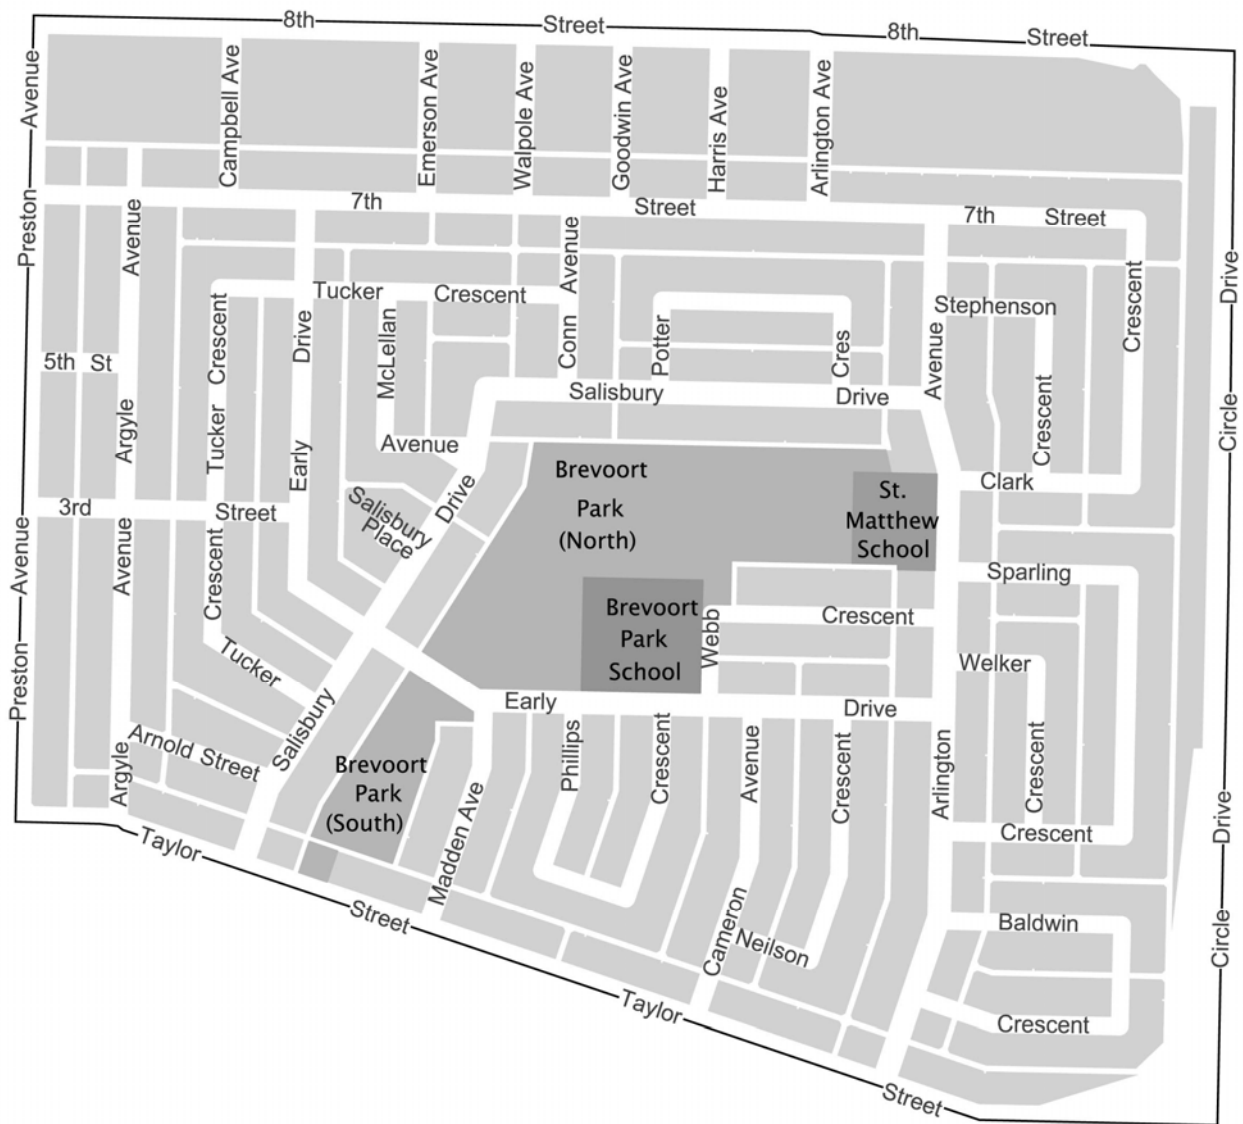 8th
Street
8th
Street
Preston
Avenue
Campbell Ave
Emerson Ave
Walpole Ave
Goodwin Ave
Harris Ave
Arlington Ave
7th
Street
7th
Street
Avenue
Avenue
Crescent
Drive
Tucker
Crescent
Stephenson
Crescent
Drive
McLellan
Conn
Potter
Cres
Avenue
5th St
Tucker
Salisbury
Drive
Crescent
Circle
Argyle
Early
Avenue
Brevoort
Park
(North)
Clark
St.
Matthew
School
3rd
Street
Salisbury
Place
Drive
Avenue
Avenue
Crescent
Sparling
Brevoort
Park
School
Webb
Crescent
Preston
Tucker
Salisbury
Welker
Early
Drive
Argyle
Arnold Street
Brevoort
Park
(South)
Madden Ave
Phillips
Crescent
Avenue
Crescent
Arlington
Crescent
Crescent
Drive
Taylor
Street
Cameron
Neilson
Baldwin
Circle
Taylor
Crescent
Street